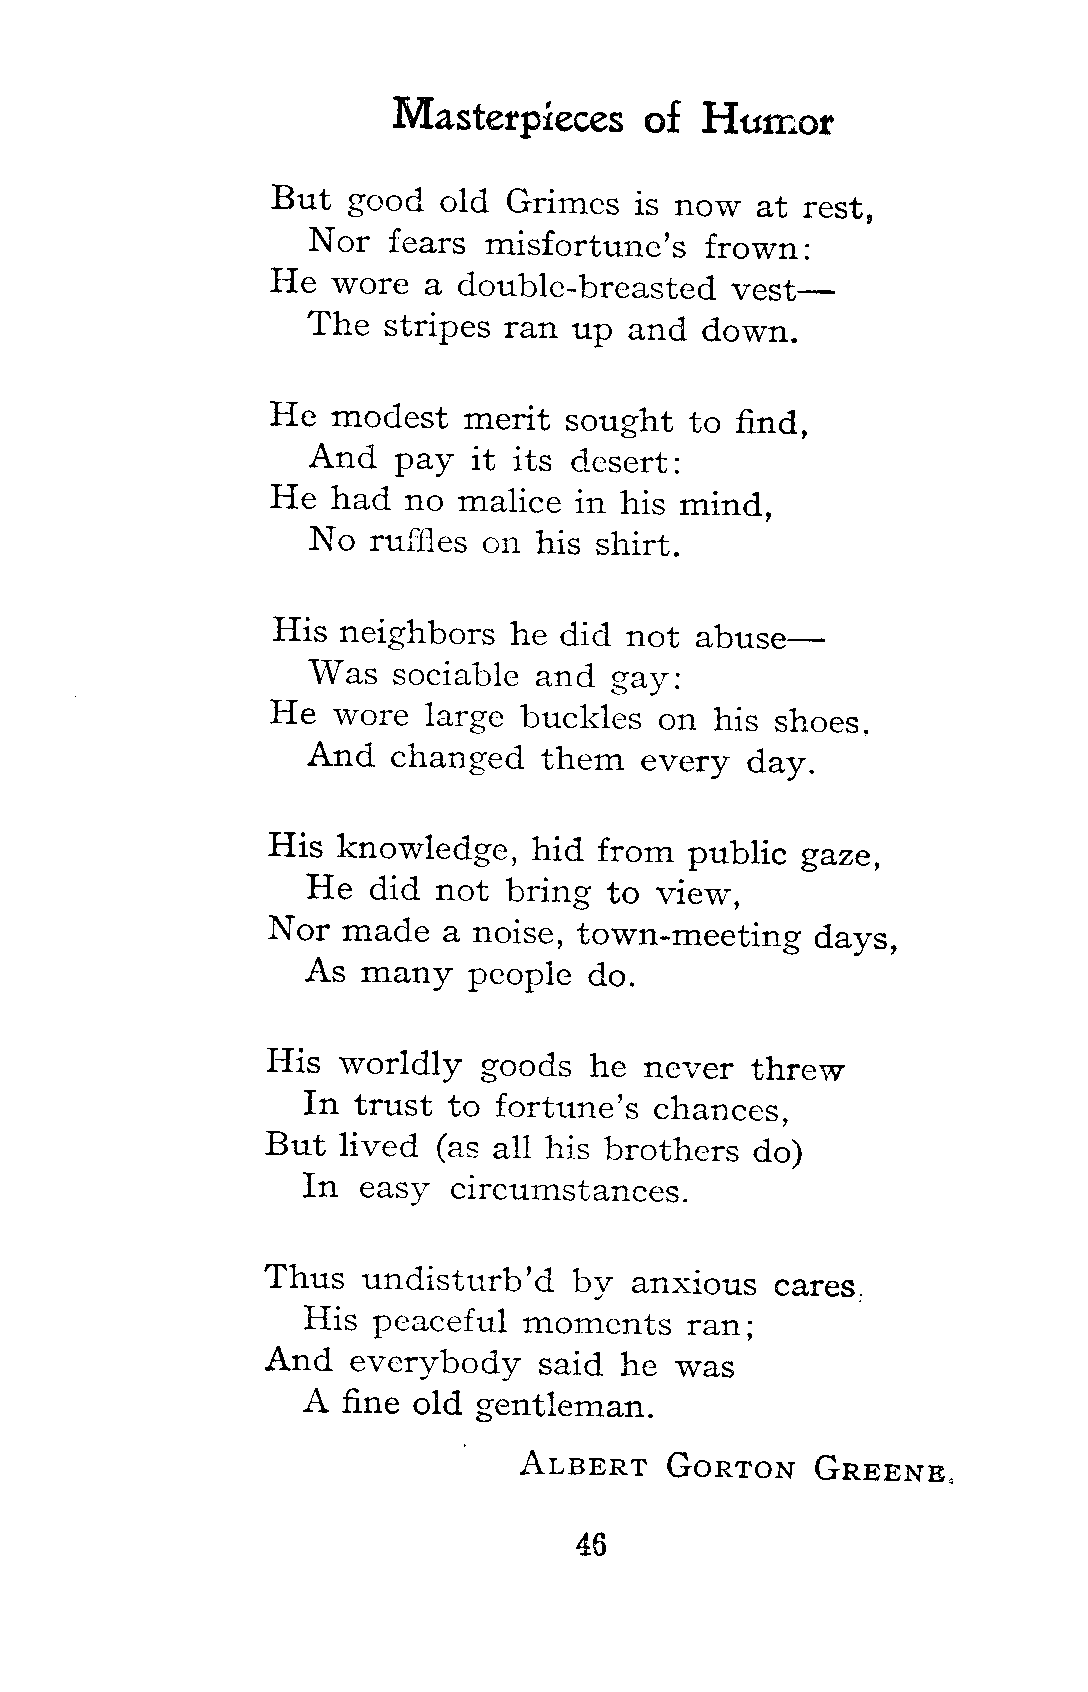 Masterpieces of Humor
But good old Grimes is now at rest,
Nor fears misfortune's frown:
He wore a double-breasted vest—
The stripes ran up and down.
He modest merit sought to find,
And pay it its desert:
He had no malice in his mind,
No ruffles on his shirt.
His neighbors he did not abuse—
Was sociable and gay:
He wore large buckles on his shoes.
And changed them every day.
His knowledge, hid from public gaze,
He did not bring to view,
Nor made a noise, town-meeting days,
As many people do.
His worldly goods he never threw
In trust to fortune's chances,
But lived (as all his brothers do)
In easy circumstances.
Thus undisturb'd by anxious cares,
His peaceful moments ran;
And everybody said he was
A fine old gentleman.
ALBERT GORTON GREENE.
46